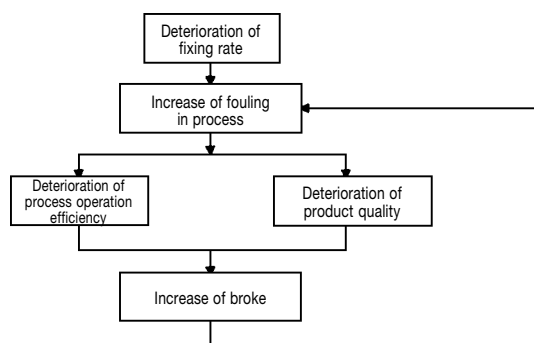 Deterioration of
fixing rate
Increase of fouling
in process
Deterioration of
process operation
efficiency
Deterioration of
product quality
Increase of broke